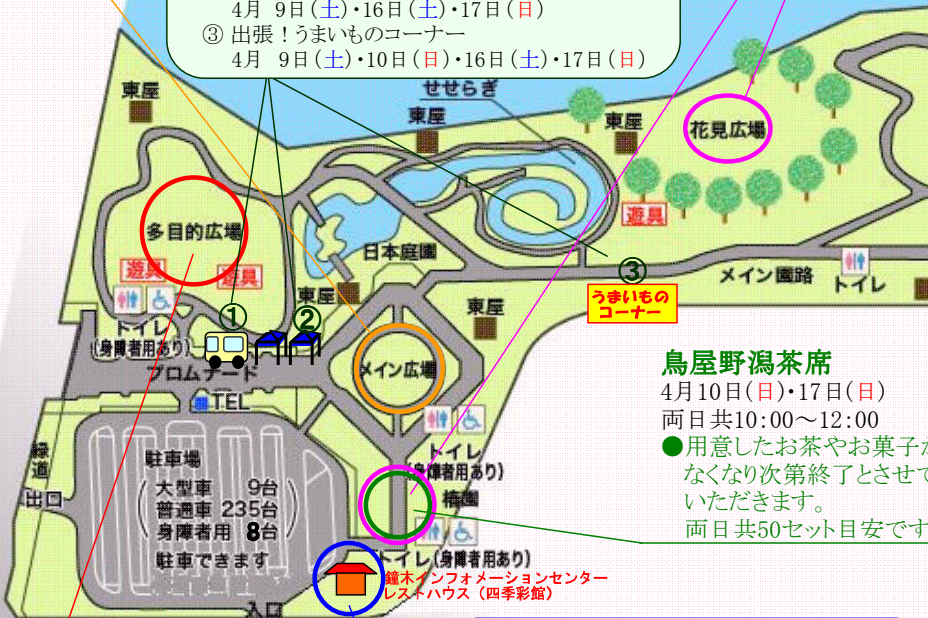 4月 9日(土)・16日(土)・17日(日)
③ 出張!うまいものコーナー
4月 9日(土)・10日(日)・16日(土)・17日(日)
東屋
せせらぎ
東屋
東屋
花見広場
多目的広場
遊具
遊具
遊具
日本庭園
東屋
③
うまいもの
コーナー
メイン園路
トイレ
東屋
①
②
トイレ
(身障者用あり)
プロムナード
メイン広場
TEL
鳥屋野潟茶席
4月10日(日)・17日(日)
両日共10:00〜12:00
●用意したお茶やお菓子が
なくなり次第終了とさせて
いただきます。
両日共50セット目安です
トイレ
(身障者用あり)
椿園
緑道
出口
駐車場
大型車 9台
普通車 235台
身障者用 8台
駐車できます
トイレ(身障者用あり)
鐘木インフォメーションセンター
レストハウス(四季彩館)
入口